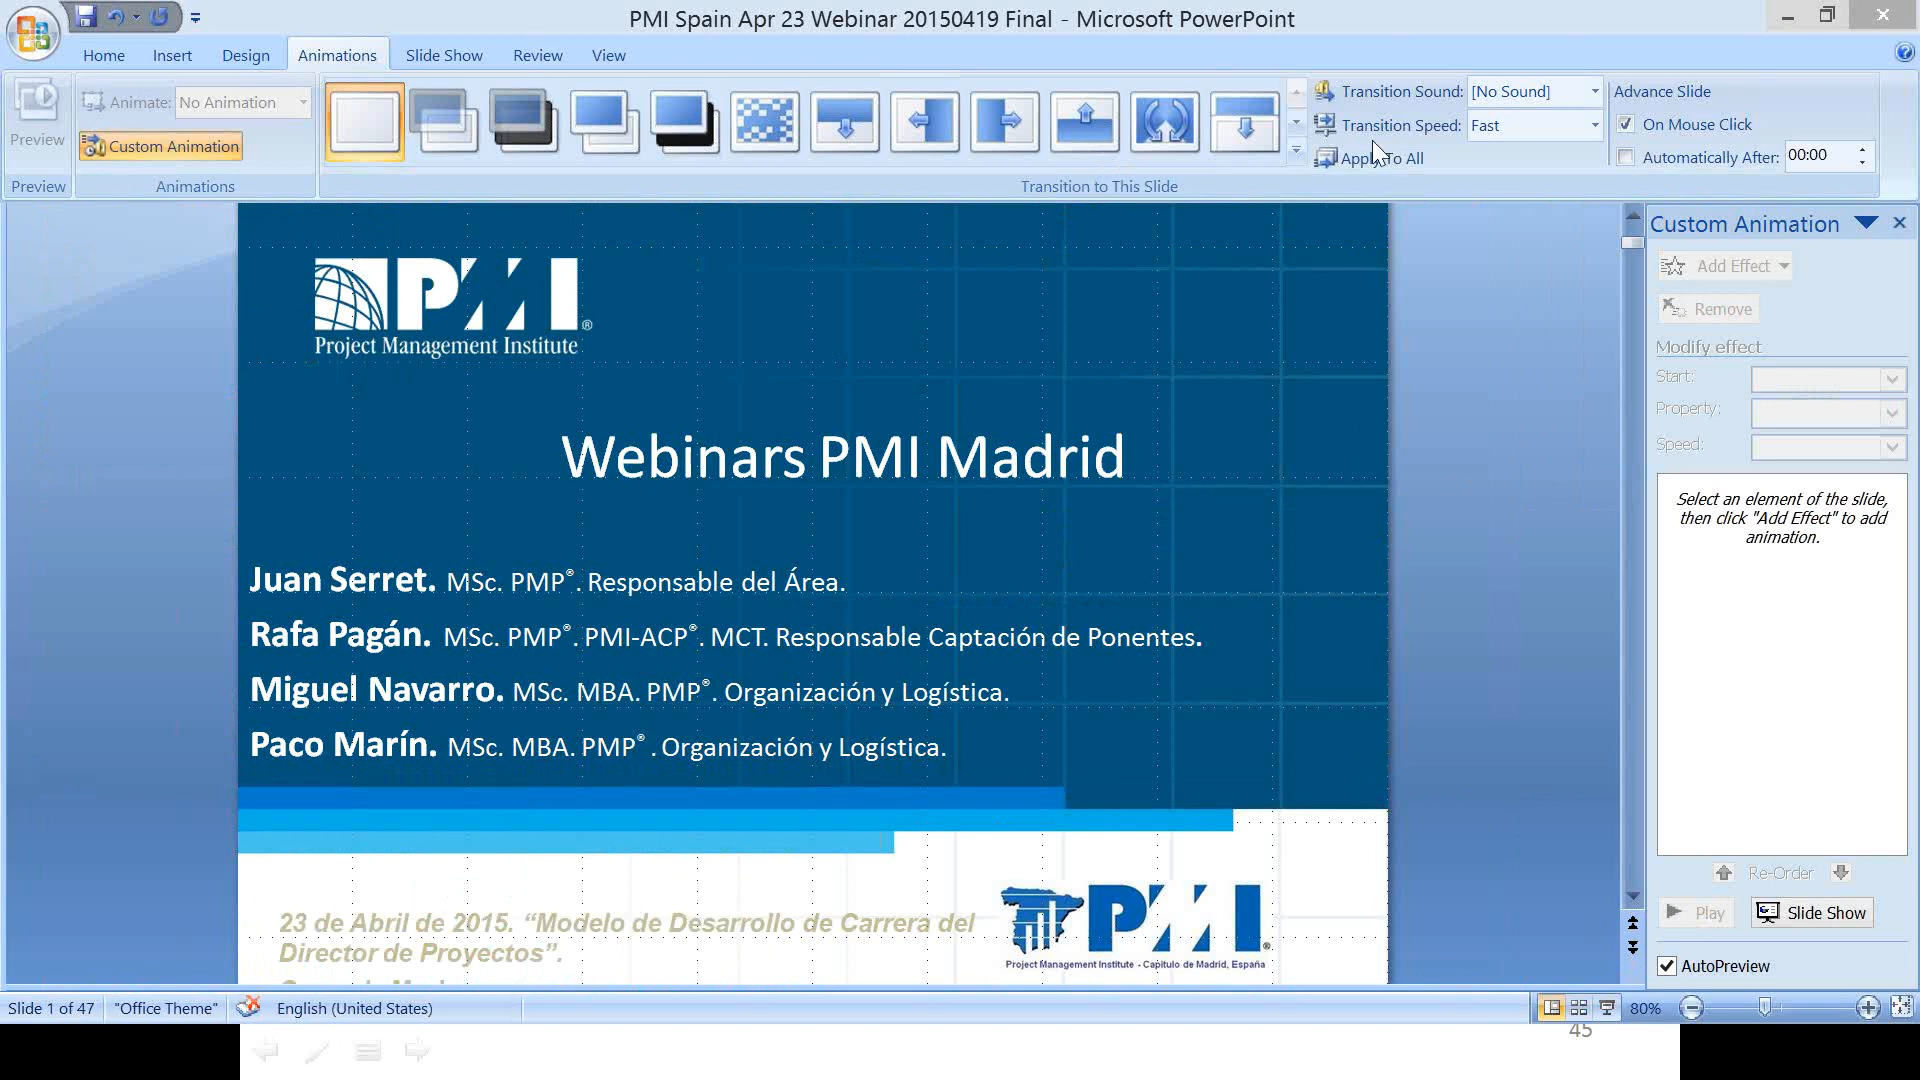 PMI Spain Apr 23 Webinar 20150419 Final - Microsoft PowerPoint
Home Insert Design Animations Slide Show Review View
Preview
Animate: No Animation
Custom Animation
Transition Sound: [No Sound]
Transition Speed: Fast
Apply To All
Advance Slide
On Mouse Click
Automatically After: 00:00
Preview Animations Transition to This Slide
PMI®
Project Management Institute
Webinars PMI Madrid
Juan Serret. MSc. PMP®. Responsable del Área.
Rafa Pagán. MSc. PMP®. PMI-ACP®. MCT. Responsable Captación de Ponentes.
Miguel Navarro. MSc. MBA. PMP®. Organización y Logística.
Paco Marín. MSc. MBA. PMP® . Organización y Logística.
23 de Abril de 2015. “Modelo de Desarrollo de Carrera del
Director de Proyectos”.
PMI®
Project Management Institute - Capítulo de Madrid, España
Custom Animation
Add Effect
Remove
Modify effect
Start:
Property:
Speed:
Select an element of the slide,
then click "Add Effect" to add
animation.
Re-Order
Play Slide Show
AutoPreview
Slide 1 of 47 "Office Theme" English (United States) 80%
45